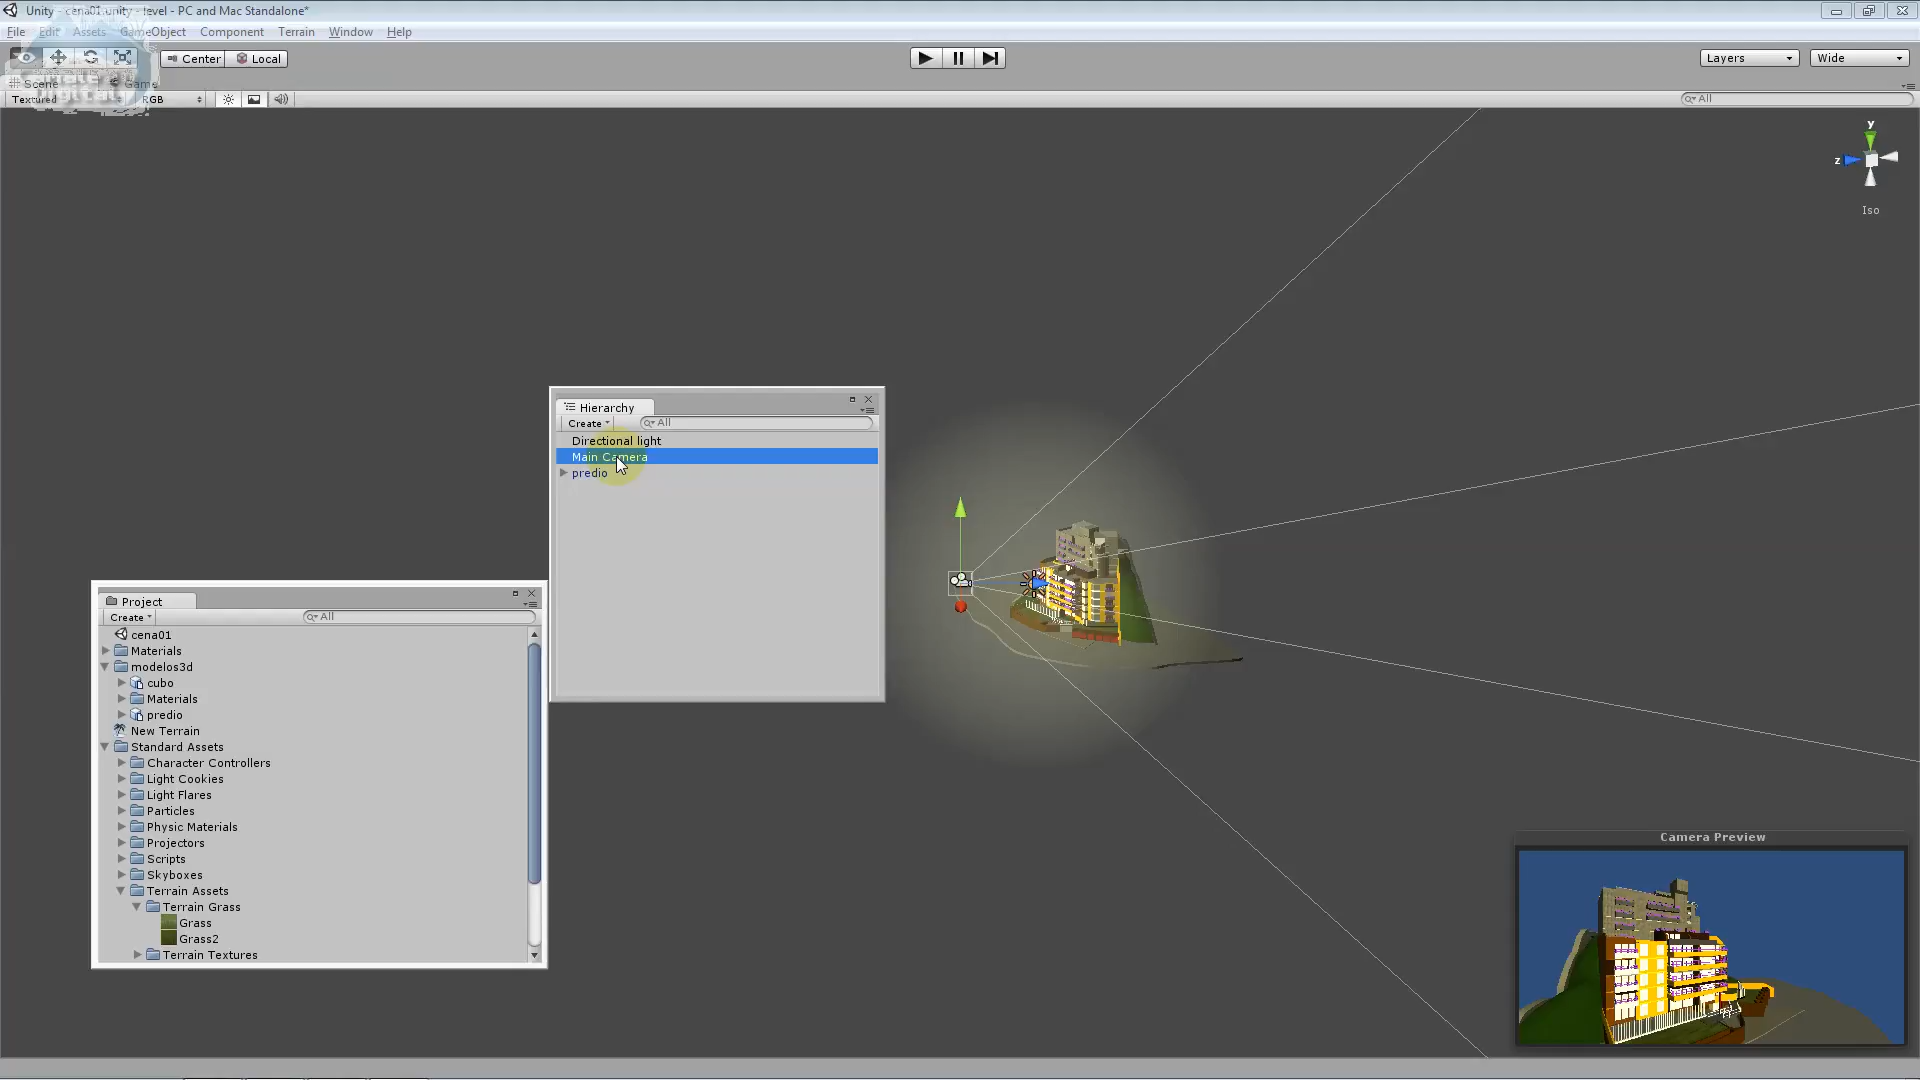 Unity - cena01.unity - level - PC and Mac Standalone*
File Edit Assets GameObject Component Terrain Window Help
Center Local Layers Wide
Scene Game
Textured RGB All
y
z
Iso
Hierarchy
Create All
Directional light
Main Camera
predio
Project
Create All
cena01
Materials
modelos3d
cubo
Materials
predio
New Terrain
Standard Assets
Character Controllers
Light Cookies
Light Flares
Particles
Physic Materials
Projectors
Scripts
Skyboxes
Terrain Assets
Terrain Grass
Grass
Grass2
Terrain Textures
Camera Preview